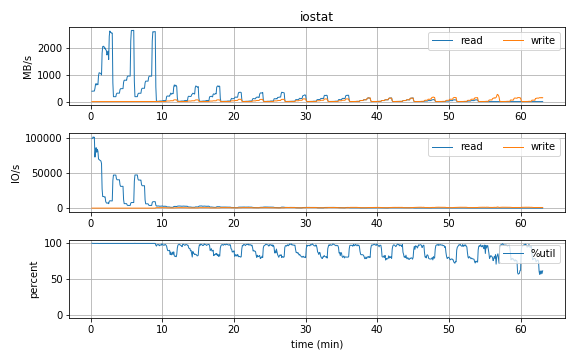 iostat
MB/s
2000
1000
0
read write
0 10 20 30 40 50 60
IO/s
100000
50000
0
read write
0 10 20 30 40 50 60
percent
100
50
0
%util
0 10 20 30 40 50 60
time (min)